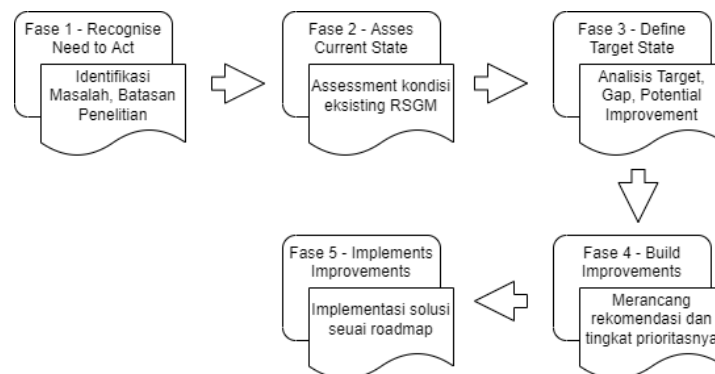 Fase 1 - Recognise
Need to Act
Identifikasi
Masalah, Batasan
Penelitian
Fase 2 - Asses
Current State
Assessment kondisi
eksisting RSGM
Fase 3 - Define
Target State
Analisis Target,
Gap, Potential
Improvement
Fase 4 - Build
Improvements
Merancang
rekomendasi dan
tingkat prioritasnya
Fase 5 - Implements
Improvements
Implementasi solusi
seuai roadmap